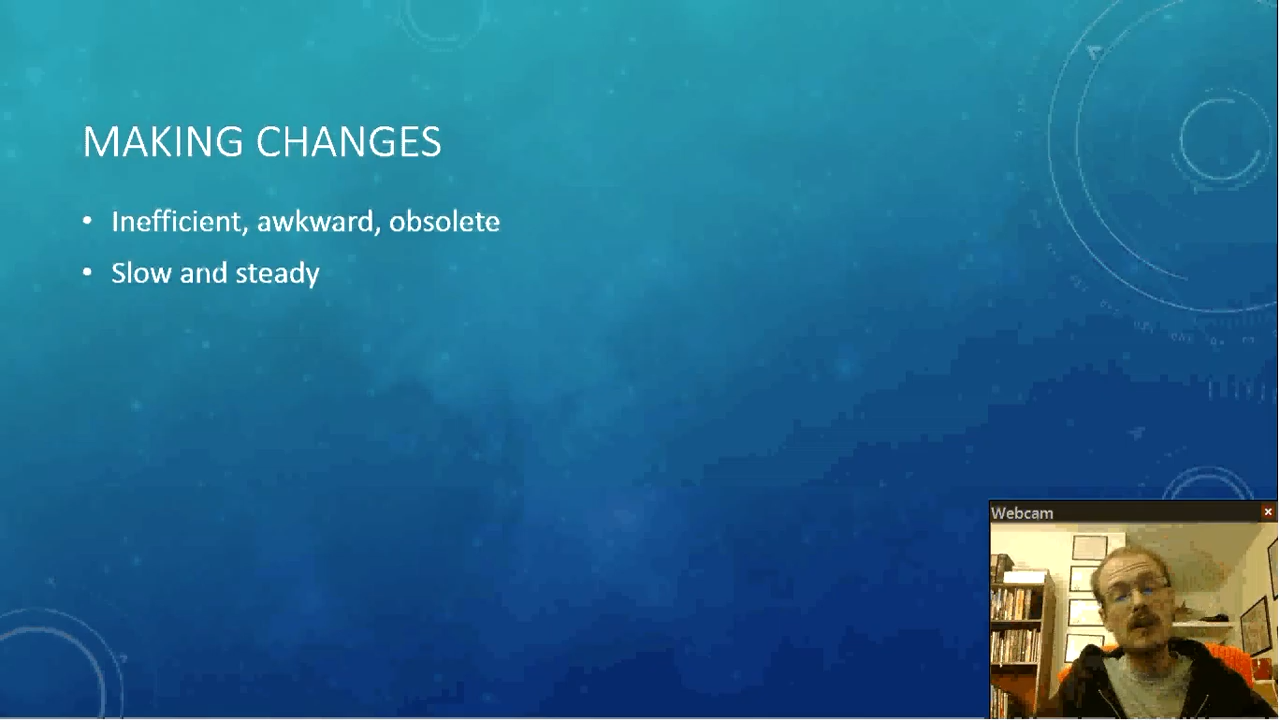 MAKING CHANGES
• Inefficient, awkward, obsolete
• Slow and steady
Webcam